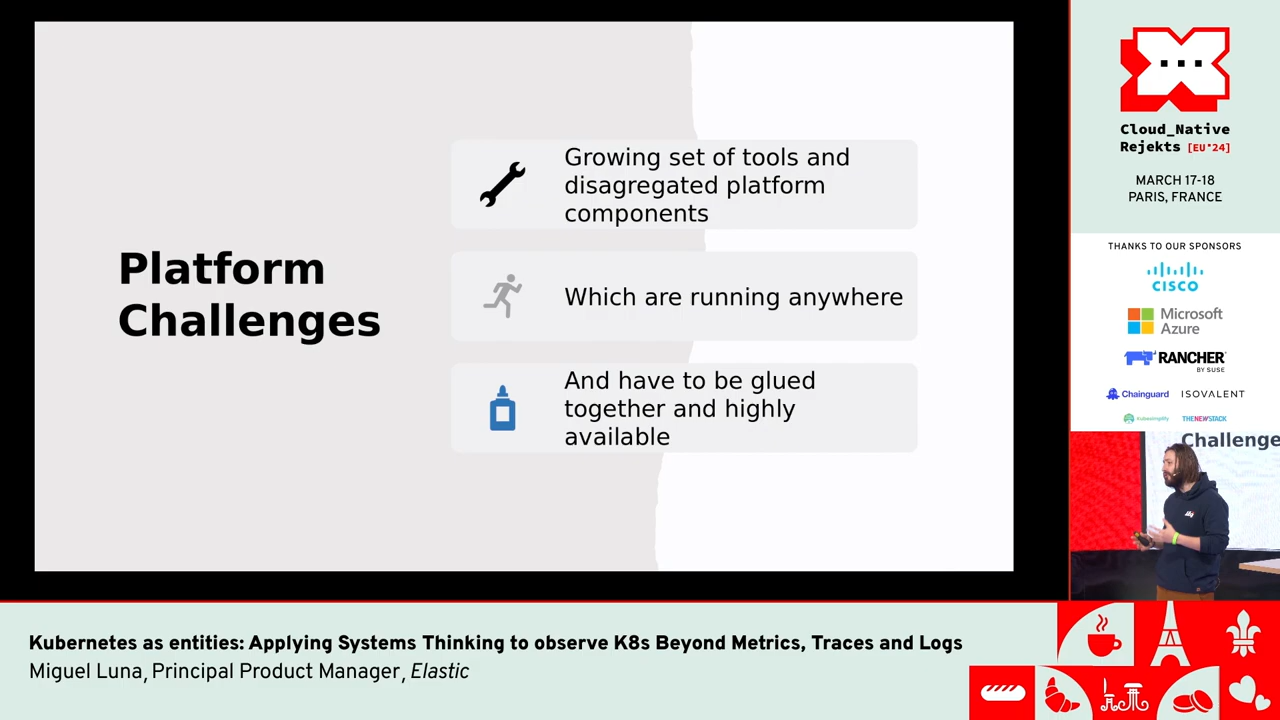 Platform
Challenges
Growing set of tools and
disagregated platform
components
Which are running anywhere
And have to be glued
together and highly
available
Cloud_Native
Rejekts [EU*24]
MARCH 17-18
PARIS, FRANCE
THANKS TO OUR SPONSORS
CISCO
Microsoft
Azure
RANCHER
BY SUSE
Chainguard
ISOVALENT
Kubesimplify
THENEWSTACK
Challenge
Kubernetes as entities: Applying Systems Thinking to observe K8s Beyond Metrics, Traces and Logs
Miguel Luna, Principal Product Manager, Elastic